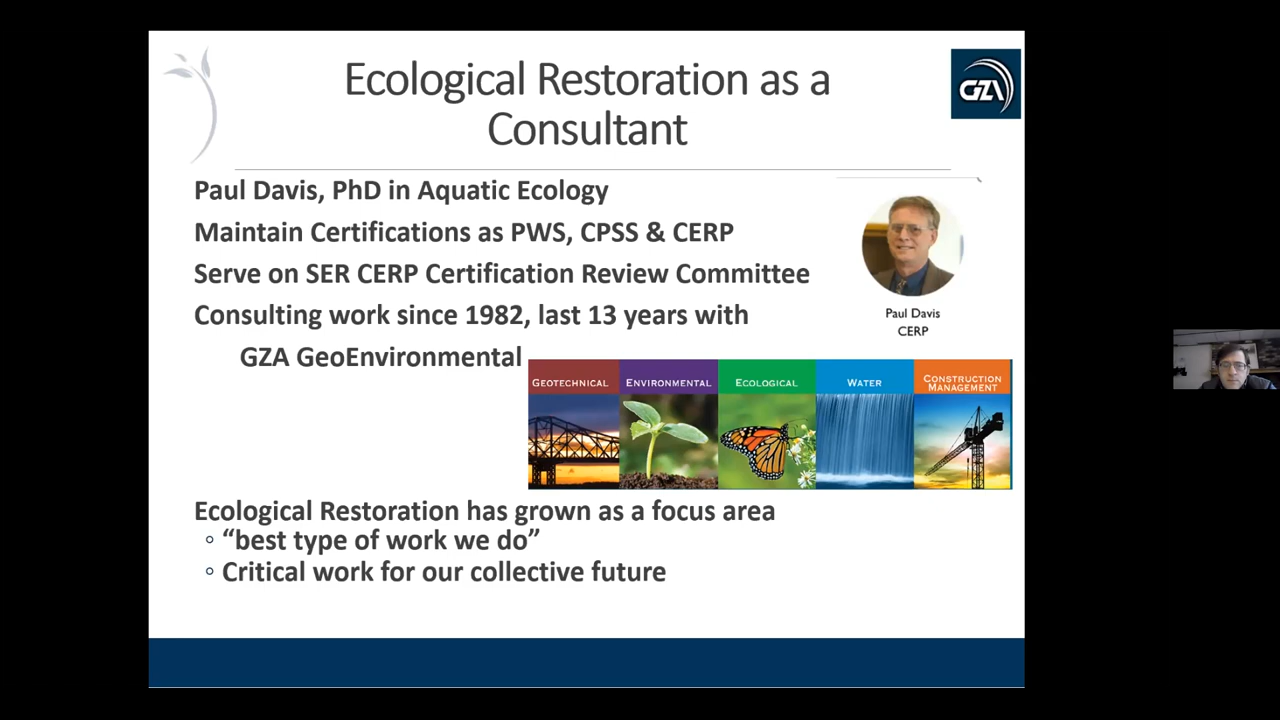 Ecological Restoration as a
Consultant
GZA
Paul Davis, PhD in Aquatic Ecology
Maintain Certifications as PWS, CPSS & CERP
Serve on SER CERP Certification Review Committee
Consulting work since 1982, last 13 years with
GZA GeoEnvironmental
Paul Davis
CERP
GEOTECHNICAL
ENVIRONMENTAL
ECOLOGICAL
WATER
CONSTRUCTION
MANAGEMENT
Ecological Restoration has grown as a focus area
◦ “best type of work we do”
◦ Critical work for our collective future